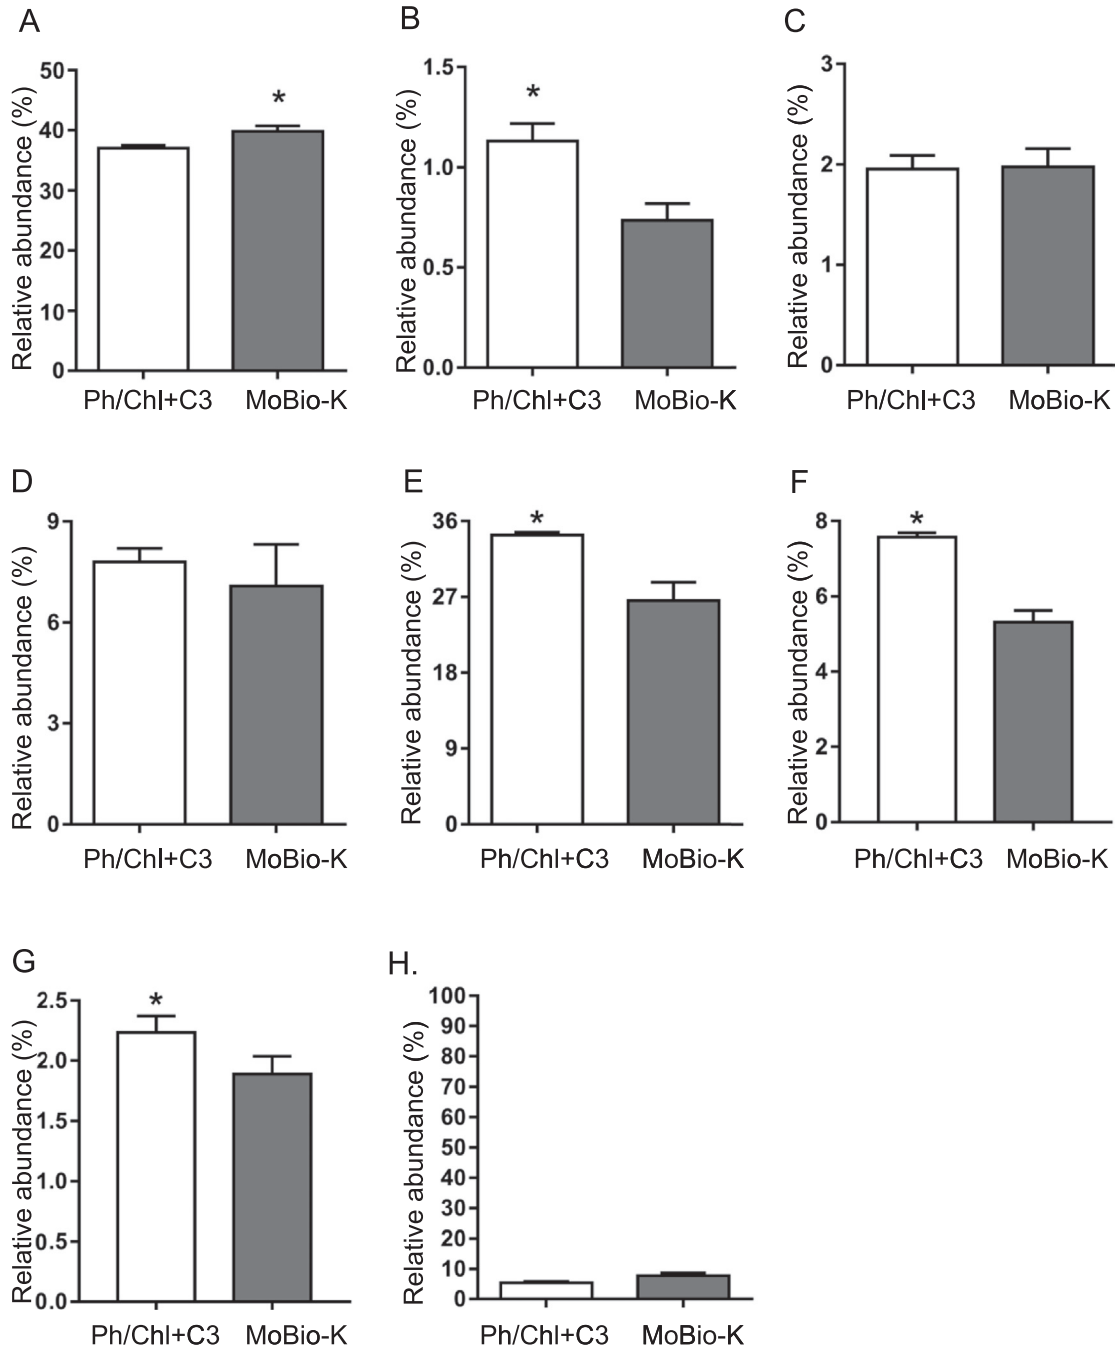 A
Relative abundance (%)
50
40
30
20
10
0
*
Ph/Chl+C3
MoBio-K
B
Relative abundance (%)
1.5
1.0
0.5
0.0
*
Ph/Chl+C3
MoBio-K
C
Relative abundance (%)
3
2
1
0
Ph/Chl+C3
MoBio-K
D
Relative abundance (%)
9
6
3
0
Ph/Chl+C3
MoBio-K
E
Relative abundance (%)
36
27
18
9
0
*
Ph/Chl+C3
MoBio-K
F
Relative abundance (%)
8
6
4
2
0
*
Ph/Chl+C3
MoBio-K
G
Relative abundance (%)
2.5
2.0
1.5
1.0
0.5
0.0
*
Ph/Chl+C3
MoBio-K
H.
Relative abundance (%)
100
90
80
70
60
50
40
30
20
10
0
Ph/Chl+C3
MoBio-K